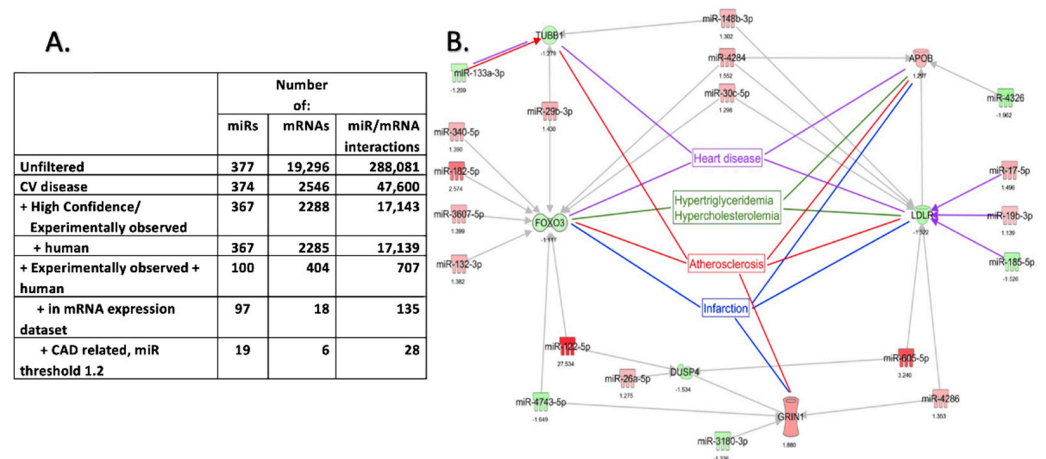 A.
Number
of:
miRs mRNAs miR/mRNA
interactions
Unfiltered 377 19,296 288,081
CV disease 374 2546 47,600
+ High Confidence/ 367 2288 17,143
Experimentally observed
+ human 367 2285 17,139
+ Experimentally observed + 100 404 707
human
+ in mRNA expression 97 18 135
dataset
+ CAD related, miR 19 6 28
threshold 1.2
B.
miR-148b-3p
1.302
TUBB1
-1.279
miR-4284
1.552
APOB
1.297
miR-133a-3p
-1.209
miR-30c-5p
1.298
miR-4326
-1.962
miR-29b-3p
1.430
miR-340-5p
miR-182-5p
2.574
Heart disease
miR-17-5p
1.496
Hypertriglyceridemia
Hypercholesterolemia
miR-3607-5p
1.399
FOXO3
-1.117
LDLR
-1.522
miR-19b-3p
1.139
miR-132-3p
1.382
Atherosclerosis
miR-185-5p
-1.526
Infarction
miR-122-5p
27.534
miR-605-5p
3.240
DUSP4
-1.534
miR-26a-5p
1.275
miR-4743-5p
-1.649
miR-4286
1.353
GRIN1
1.880
miR-3180-3p